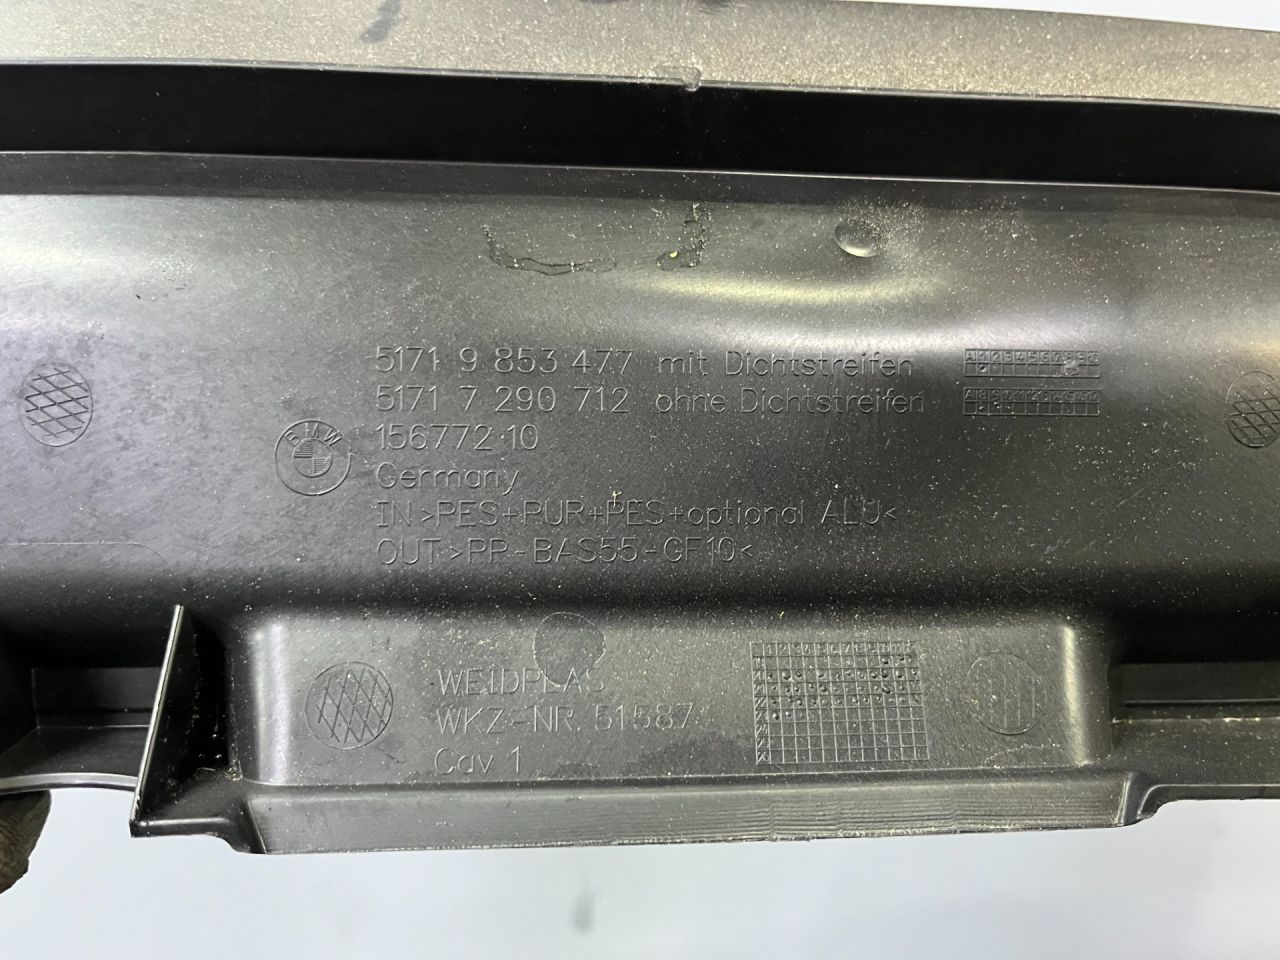 5171 9 853 477 mit Dichtstreifen
5171 7 290 712 ohne Dichtstreifen
BMW
156772·10
Germany
IN >PES+PUR+PES+optional ALU<
OUT >PP-BAS55-GF10<
WEIDPLAS
WKZ-NR. 51587
Cav 1